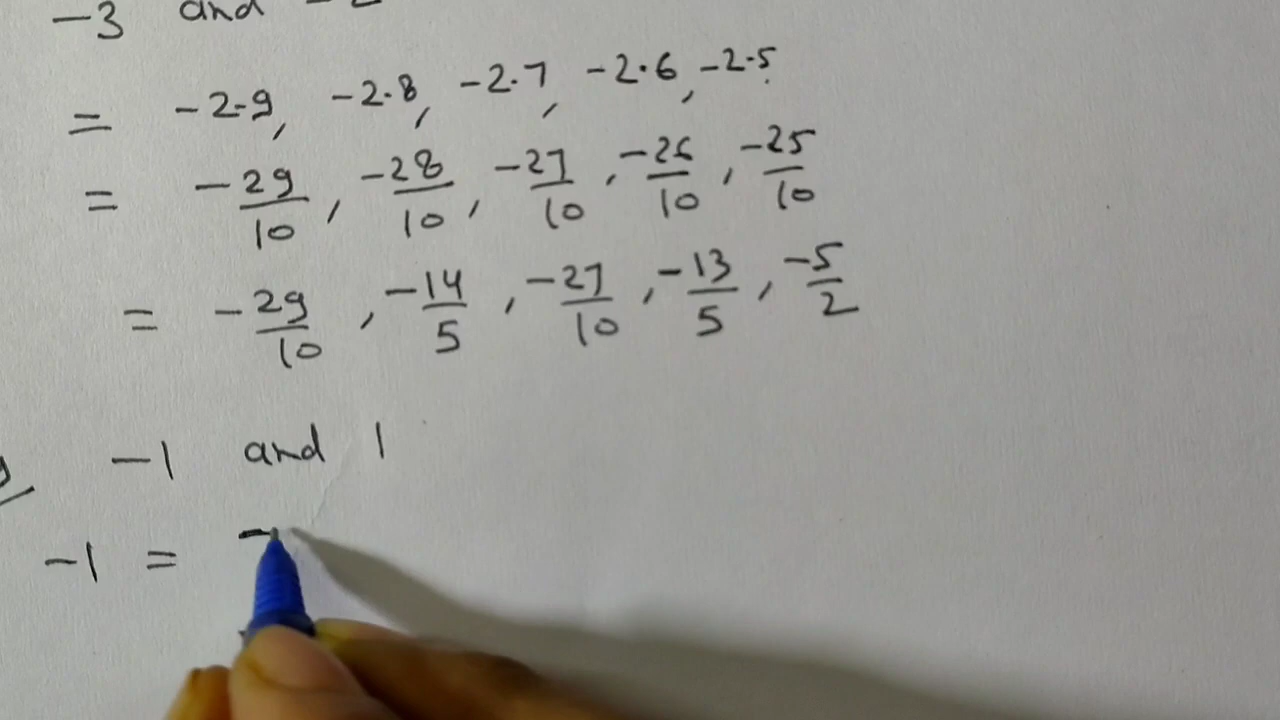 -3 and -2
= -2.9, -2.8, -2.7, -2.6, -2.5
= -29/10, -28/10, -27/10, -26/10, -25/10
= -29/10, -14/5, -27/10, -13/5, -5/2
-1 and 1
-1 = -